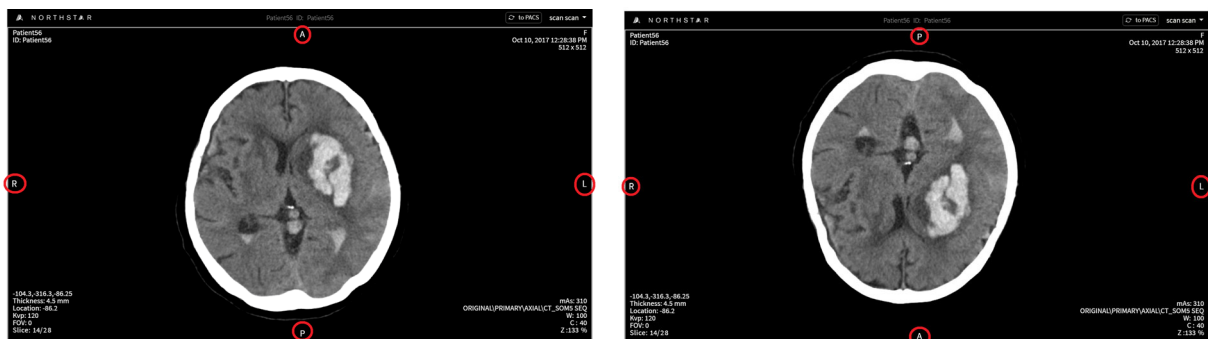 NORTHSTAR
Patient56 ID: Patient56
to PACS
scan scan
Patient56
ID: Patient56
A
F
Oct 10, 2017 12:28:38 PM
512 x 512
R
L
-104.3,-316.3,-86.25
Thickness: 4.5 mm
Location: -86.2
Kvp: 120
FOV: 0
Slice: 14/28
P
mAs: 310
ORIGINAL\PRIMARY\AXIAL\CT_SOM5 SEQ
W: 100
C : 40
Z :133 %
NORTHSTAR
Patient56 ID: Patient56
to PACS
scan scan
Patient56
ID: Patient56
P
F
Oct 10, 2017 12:28:38 PM
512 x 512
R
L
-104.3,-316.3,-86.25
Thickness: 4.5 mm
Location: -86.2
Kvp: 120
FOV: 0
Slice: 14/28
A
mAs: 310
ORIGINAL\PRIMARY\AXIAL\CT_SOM5 SEQ
W: 100
C : 40
Z :133 %